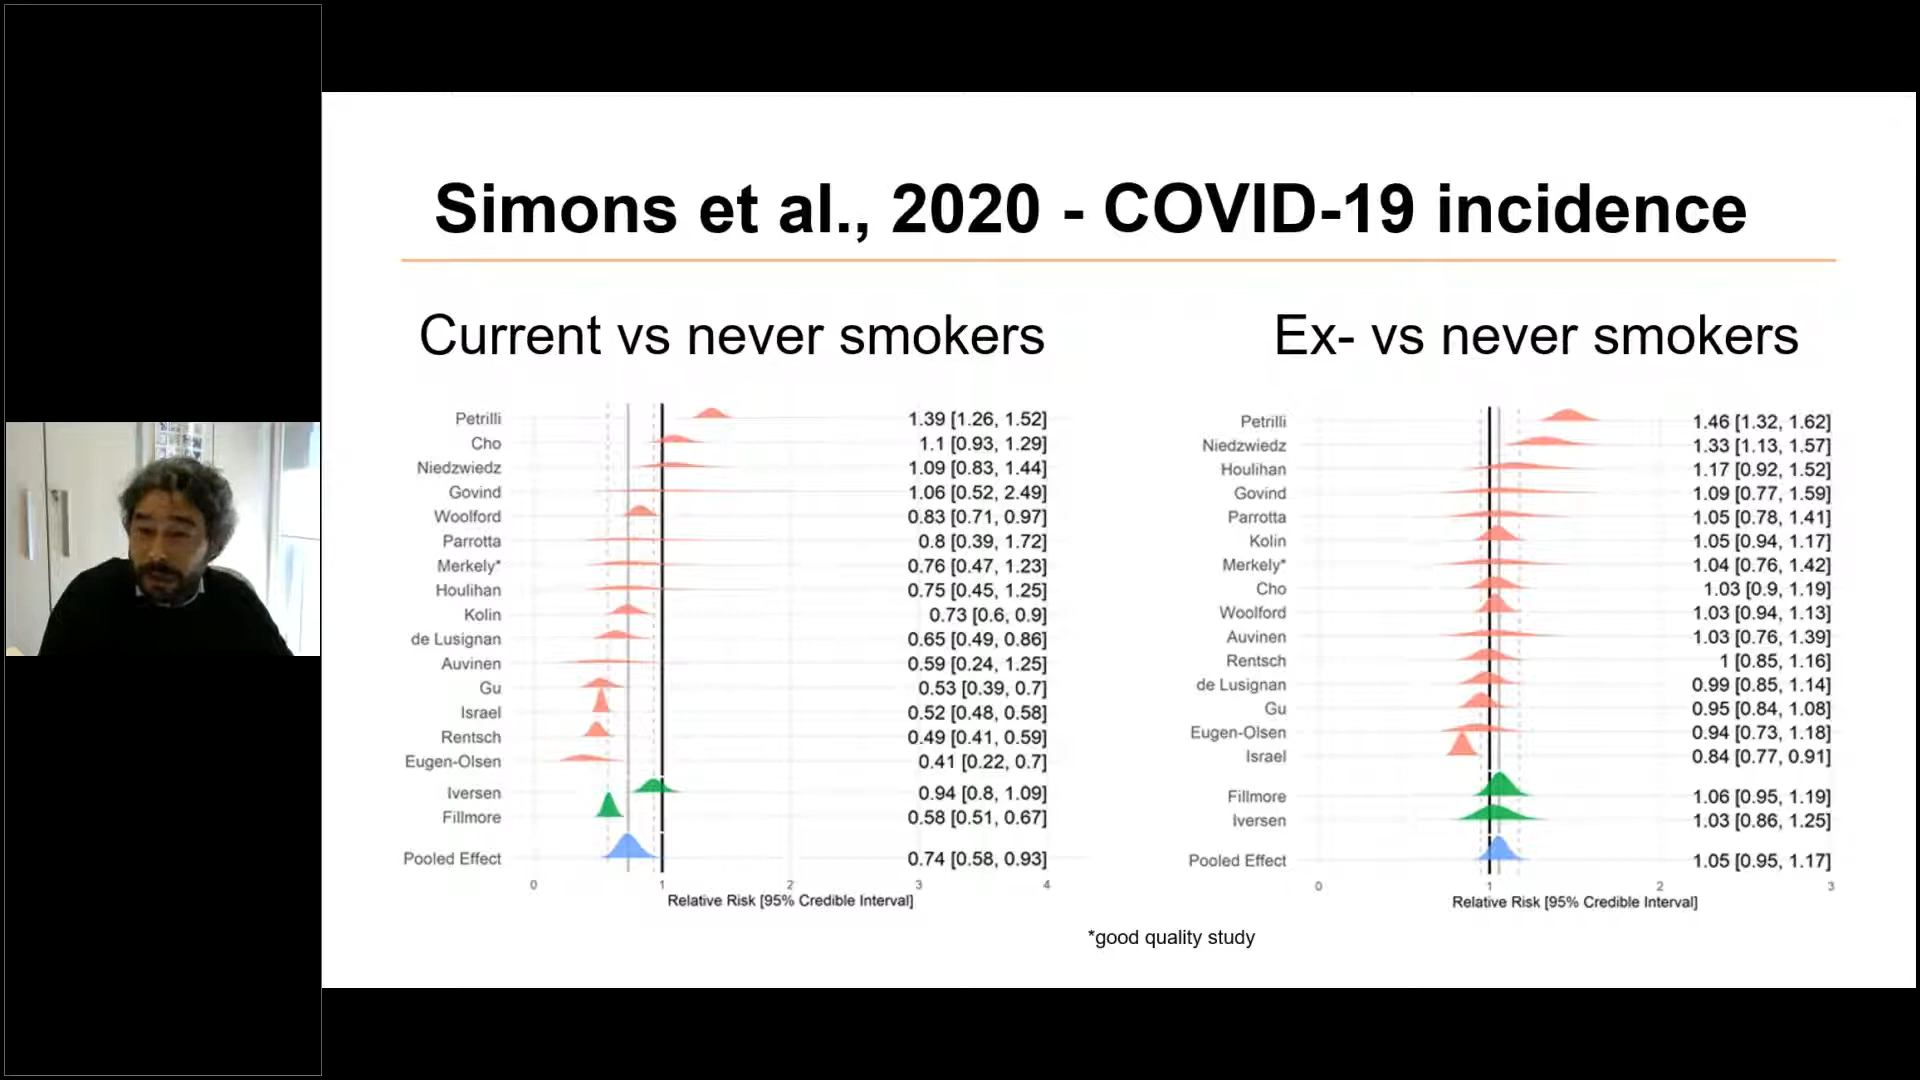 Simons et al., 2020 - COVID-19 incidence
Current vs never smokers
Petrilli 1.39 [1.26, 1.52]
Cho 1.1 [0.93, 1.29]
Niedzwiedz 1.09 [0.83, 1.44]
Govind 1.06 [0.52, 2.49]
Woolford 0.83 [0.71, 0.97]
Parrotta 0.8 [0.39, 1.72]
Merkely* 0.76 [0.47, 1.23]
Houlihan 0.75 [0.45, 1.25]
Kolin 0.73 [0.6, 0.9]
de Lusignan 0.65 [0.49, 0.86]
Auvinen 0.59 [0.24, 1.25]
Gu 0.53 [0.39, 0.7]
Israel 0.52 [0.48, 0.58]
Rentsch 0.49 [0.41, 0.59]
Eugen-Olsen 0.41 [0.22, 0.7]
Iversen 0.94 [0.8, 1.09]
Fillmore 0.58 [0.51, 0.67]
Pooled Effect 0.74 [0.58, 0.93]
0 1 2 3 4
Relative Risk [95% Credible Interval]
Ex- vs never smokers
Petrilli 1.46 [1.32, 1.62]
Niedzwiedz 1.33 [1.13, 1.57]
Houlihan 1.17 [0.92, 1.52]
Govind 1.09 [0.77, 1.59]
Parrotta 1.05 [0.78, 1.41]
Kolin 1.05 [0.94, 1.17]
Merkely* 1.04 [0.76, 1.42]
Cho 1.03 [0.9, 1.19]
Woolford 1.03 [0.94, 1.13]
Auvinen 1.03 [0.76, 1.39]
Rentsch 1 [0.85, 1.16]
de Lusignan 0.99 [0.85, 1.14]
Gu 0.95 [0.84, 1.08]
Eugen-Olsen 0.94 [0.73, 1.18]
Israel 0.84 [0.77, 0.91]
Fillmore 1.06 [0.95, 1.19]
Iversen 1.03 [0.86, 1.25]
Pooled Effect 1.05 [0.95, 1.17]
0 1 2 3
Relative Risk [95% Credible Interval]
*good quality study